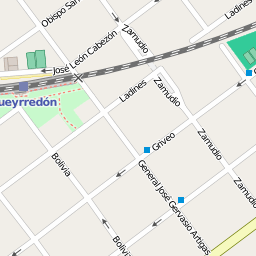 Obispo San
Zamudio
Ladines
José León Cabezón
Ladines
Zamudio
ueyrredón
Zamudio
Griveo
Bolivia
General José Gervasio Artigas
Zamudio
Bolivia